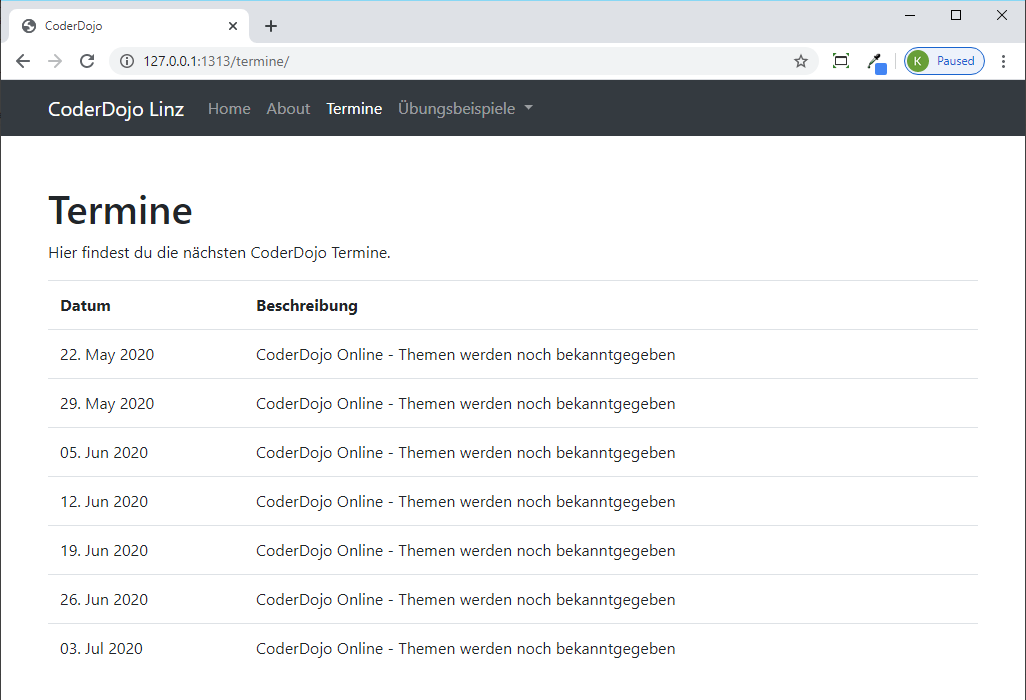 CoderDojo
127.0.0.1:1313/termine/
K Paused
CoderDojo Linz Home About Termine Übungsbeispiele
Termine
Hier findest du die nächsten CoderDojo Termine.
Datum Beschreibung
22. May 2020 CoderDojo Online - Themen werden noch bekanntgegeben
29. May 2020 CoderDojo Online - Themen werden noch bekanntgegeben
05. Jun 2020 CoderDojo Online - Themen werden noch bekanntgegeben
12. Jun 2020 CoderDojo Online - Themen werden noch bekanntgegeben
19. Jun 2020 CoderDojo Online - Themen werden noch bekanntgegeben
26. Jun 2020 CoderDojo Online - Themen werden noch bekanntgegeben
03. Jul 2020 CoderDojo Online - Themen werden noch bekanntgegeben